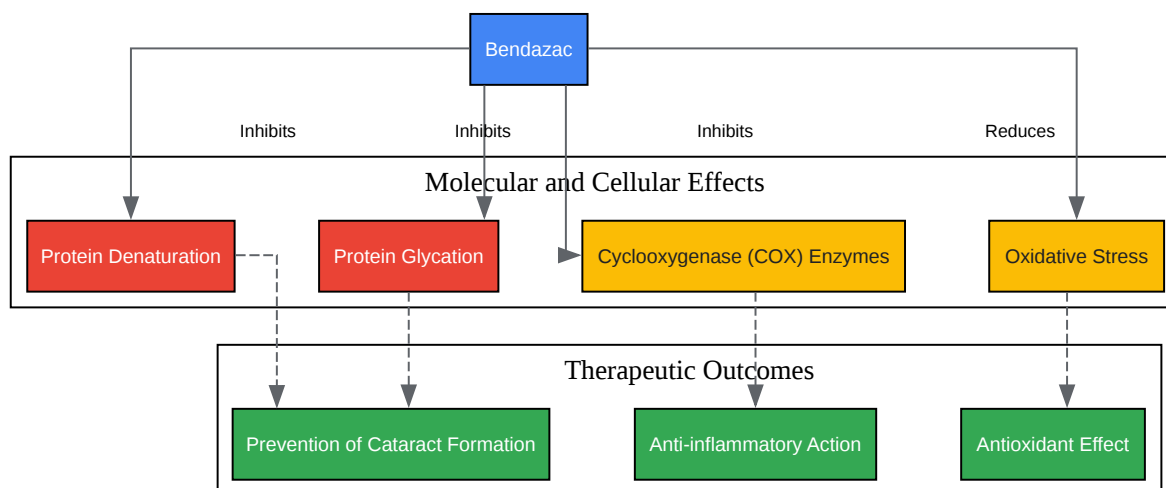 Bendazac
Inhibits
Inhibits
Inhibits
Reduces
Molecular and Cellular Effects
Protein Denaturation
Protein Glycation
Cyclooxygenase (COX) Enzymes
Oxidative Stress
Therapeutic Outcomes
Prevention of Cataract Formation
Anti-inflammatory Action
Antioxidant Effect